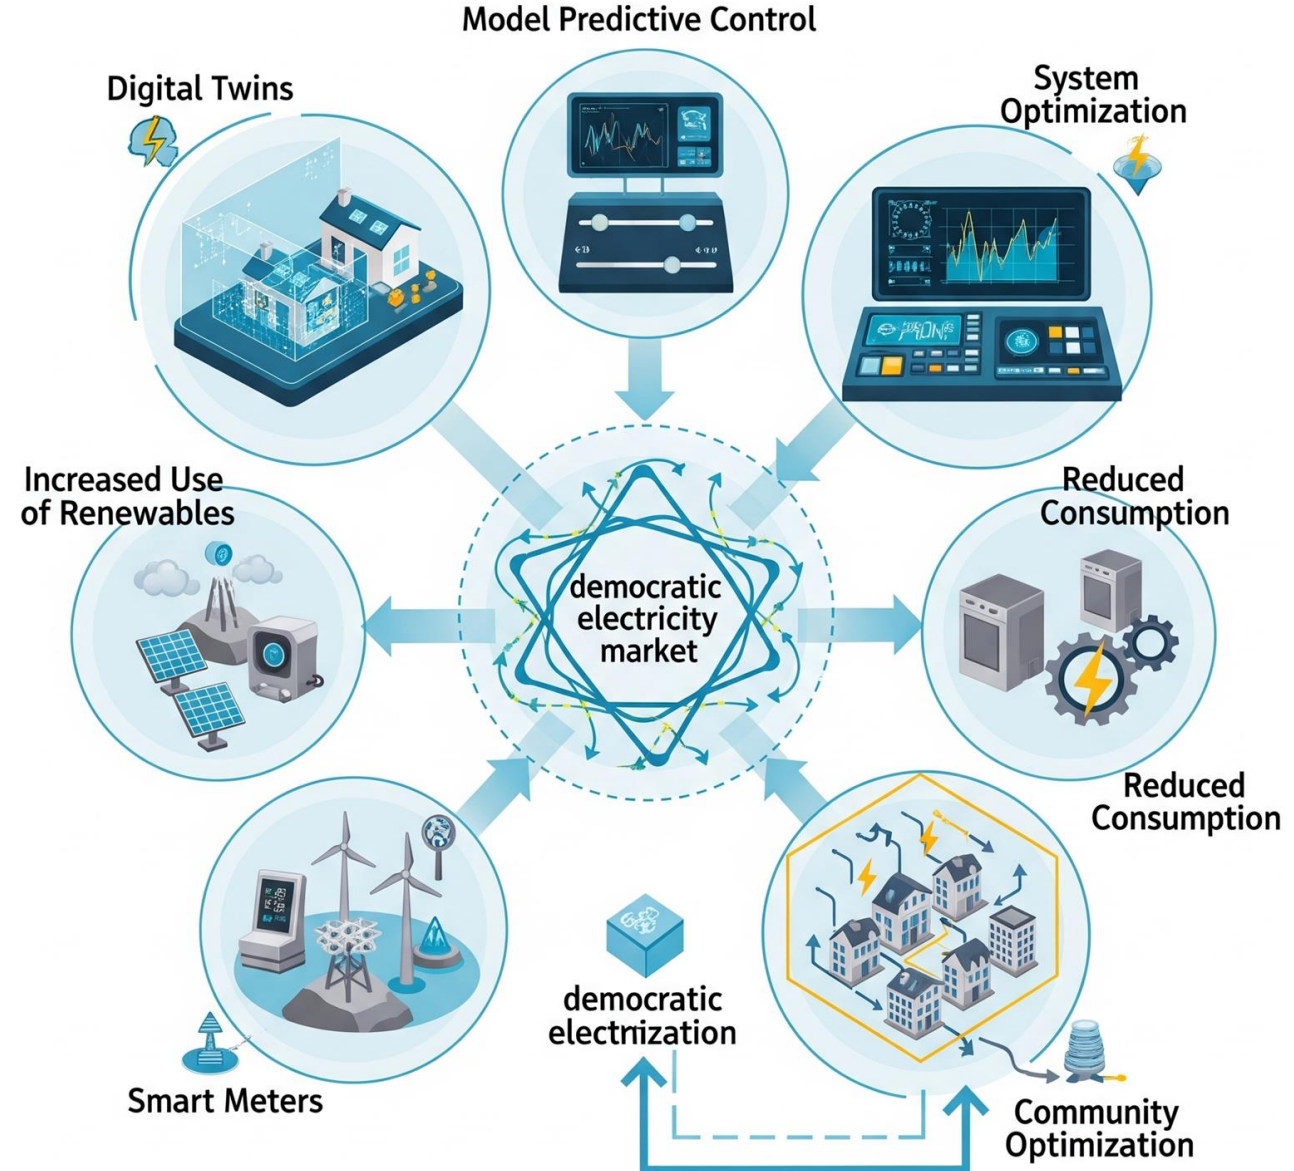 Model Predictive Control
Digital Twins
System
Optimization
Increased Use
of Renewables
Reduced
Consumption
democratic
electricity
market
Reduced
Consumption
democratic
electrnization
Smart Meters
Community
Optimization